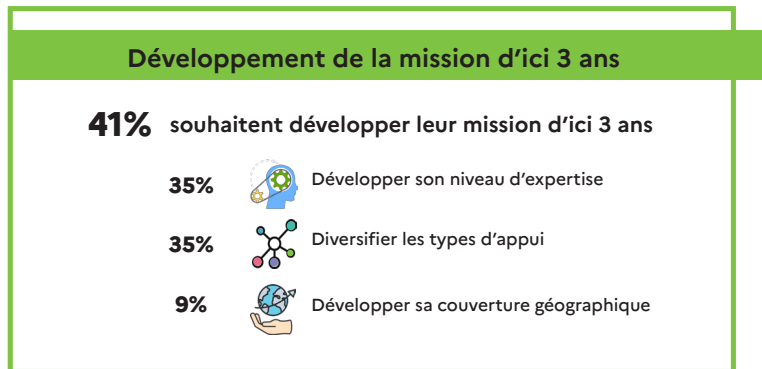 Développement de la mission d'ici 3 ans
41% souhaitent développer leur mission d'ici 3 ans
35% Développer son niveau d'expertise
35% Diversifier les types d'appui
9% Développer sa couverture géographique